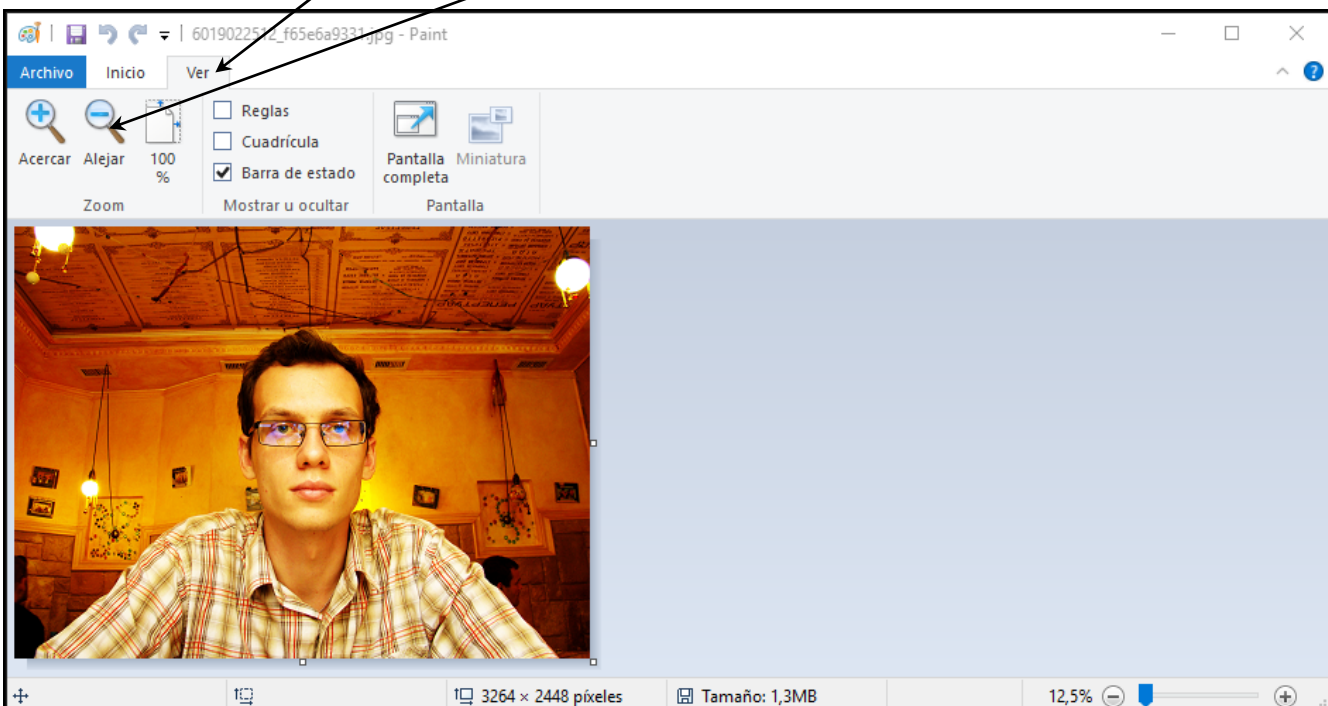 6019022512_f65e6a9331.jpg - Paint
Archivo Inicio Ver
Acercar Alejar 100 %
Reglas
Cuadrícula
Barra de estado
Pantalla completa Miniatura
Zoom Mostrar u ocultar Pantalla
3264 × 2448 píxeles Tamaño: 1,3MB 12,5%